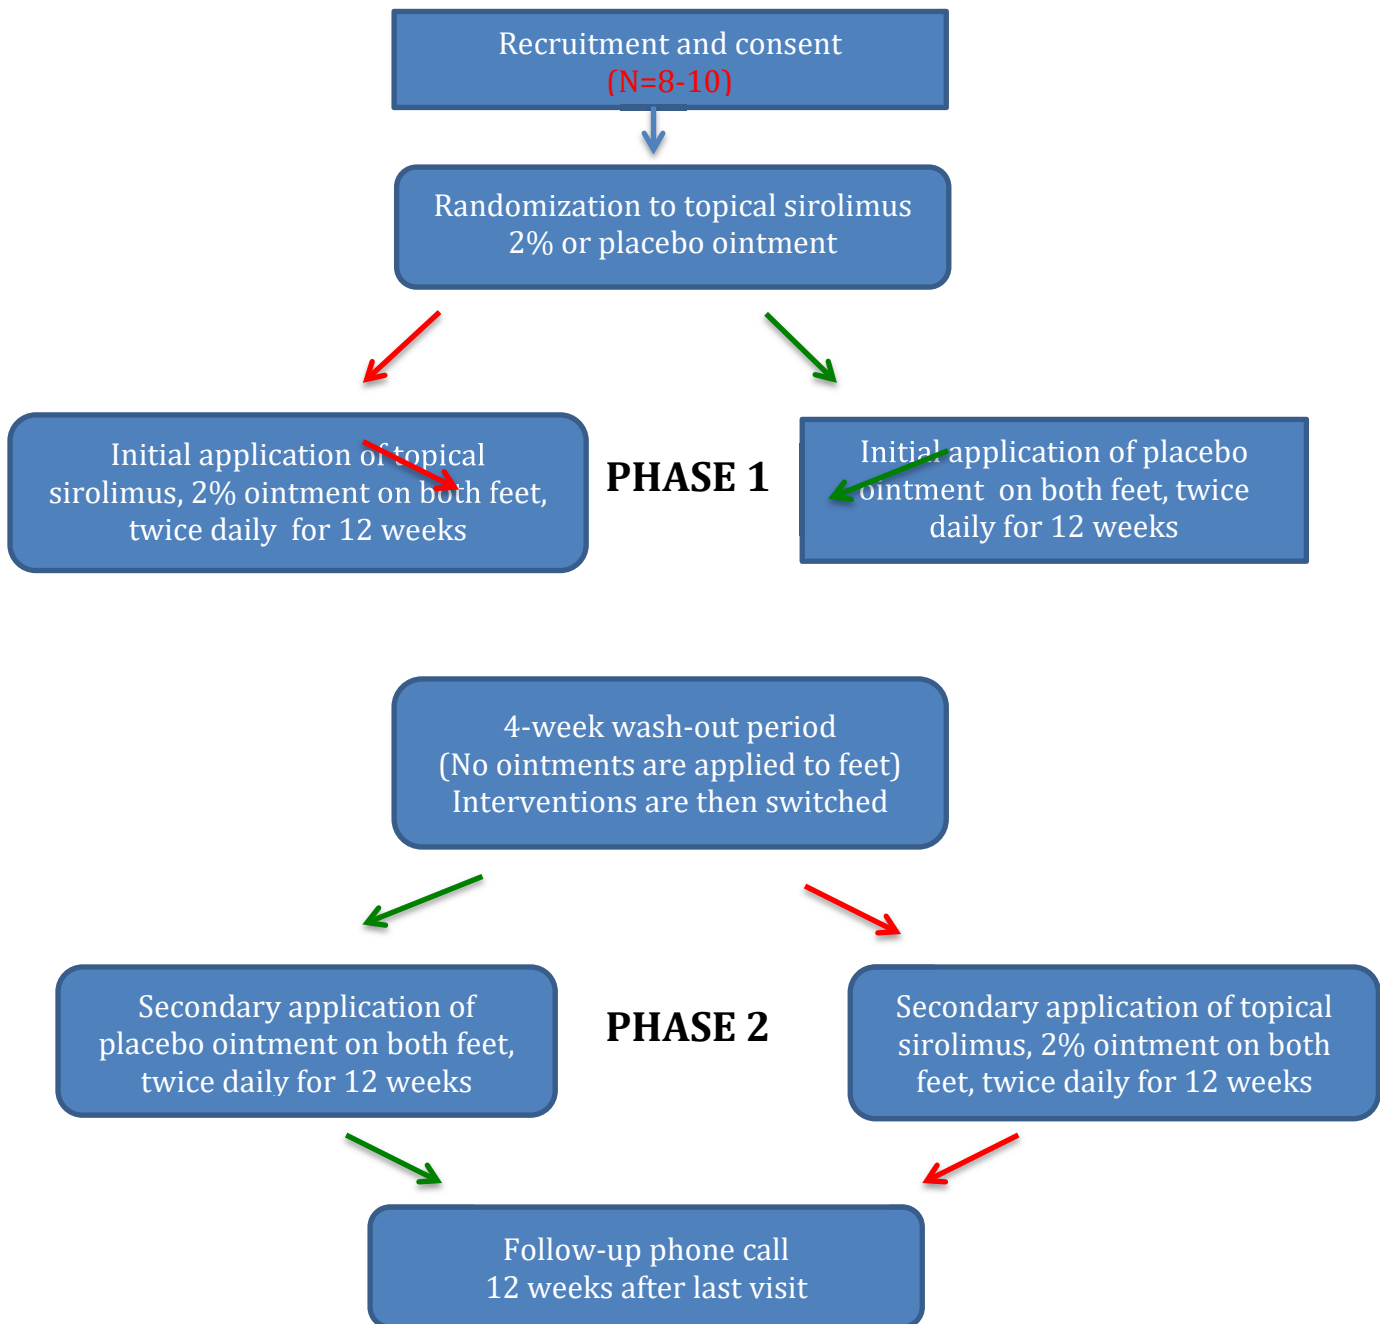 Recruitment and consent
(N=8-10)
Randomization to topical sirolimus
2% or placebo ointment
Initial application of topical
sirolimus, 2% ointment on both feet,
twice daily  for 12 weeks
PHASE 1
Initial application of placebo
ointment  on both feet, twice
daily for 12 weeks
4-week wash-out period
(No ointments are applied to feet)
Interventions are then switched
Secondary application of
placebo ointment on both feet,
twice daily for 12 weeks
PHASE 2
Secondary application of topical
sirolimus, 2% ointment on both
feet, twice daily for 12 weeks
Follow-up phone call
12 weeks after last visit